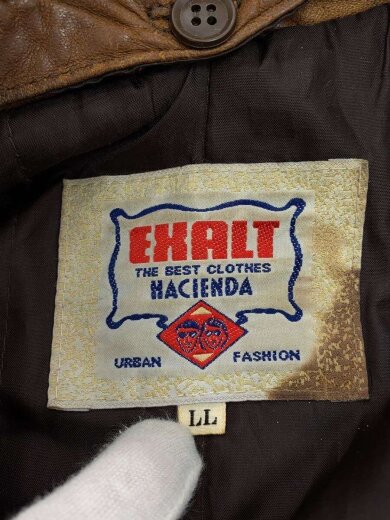 EXALT
THE BEST CLOTHES
HACIENDA
URBAN FASHION
LL